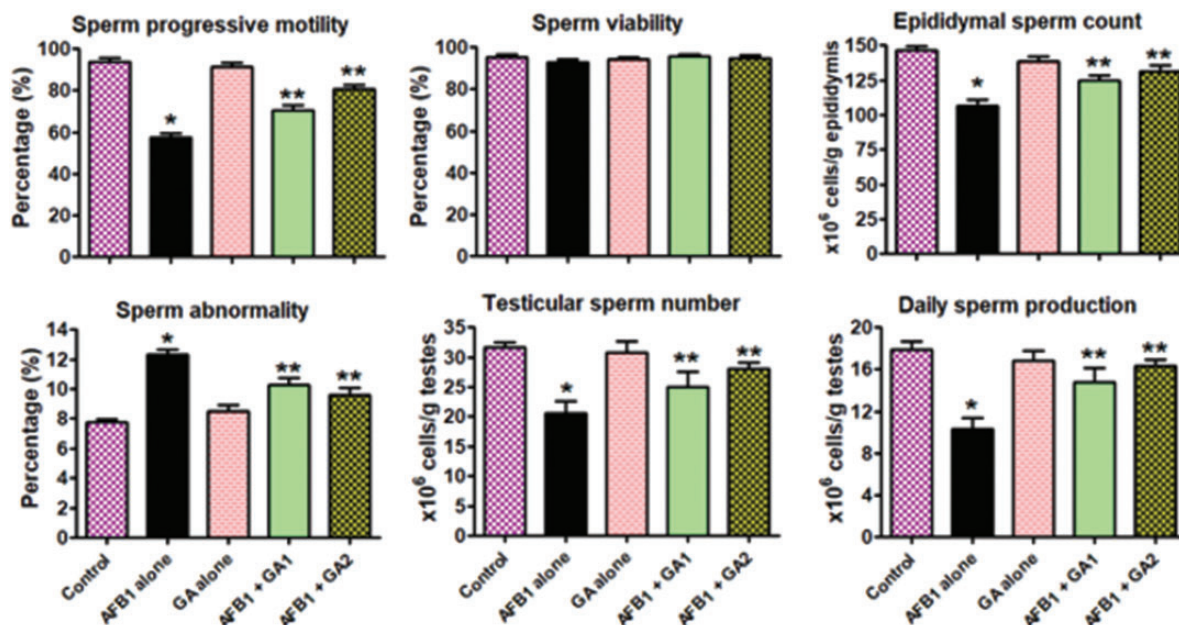 Sperm progressive motility
Percentage (%)
100
80
60
40
20
0
*
**
**
Sperm viability
Percentage (%)
100
80
60
40
20
0
Epididymal sperm count
x10⁶ cells/g epididymis
150
125
100
75
50
25
0
*
**
**
Sperm abnormality
Percentage (%)
14
12
10
8
6
4
2
0
*
**
**
Control
AFB1 alone
GA alone
AFB1 + GA1
AFB1 + GA2
Testicular sperm number
x10⁶ cells/g testes
35
30
25
20
15
10
5
0
*
**
**
Control
AFB1 alone
GA alone
AFB1 + GA1
AFB1 + GA2
Daily sperm production
x10⁶ cells/g testes
20
16
12
8
4
0
*
**
**
Control
AFB1 alone
GA alone
AFB1 + GA1
AFB1 + GA2